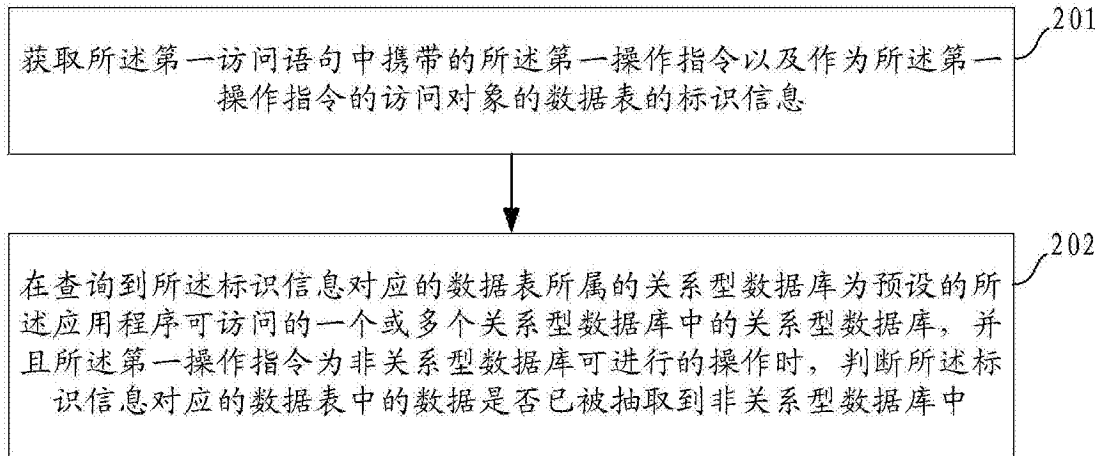 201
获取所述第一访问语句中携带的所述第一操作指令以及作为所述第一
操作指令的访问对象的数据表的标识信息
202
在查询到所述标识信息对应的数据表所属的关系型数据库为预设的所
述应用程序可访问的一个或多个关系型数据库中的关系型数据库，并
且所述第一操作指令为非关系型数据库可进行的操作时，判断所述标
识信息对应的数据表中的数据是否已被抽取到非关系型数据库中